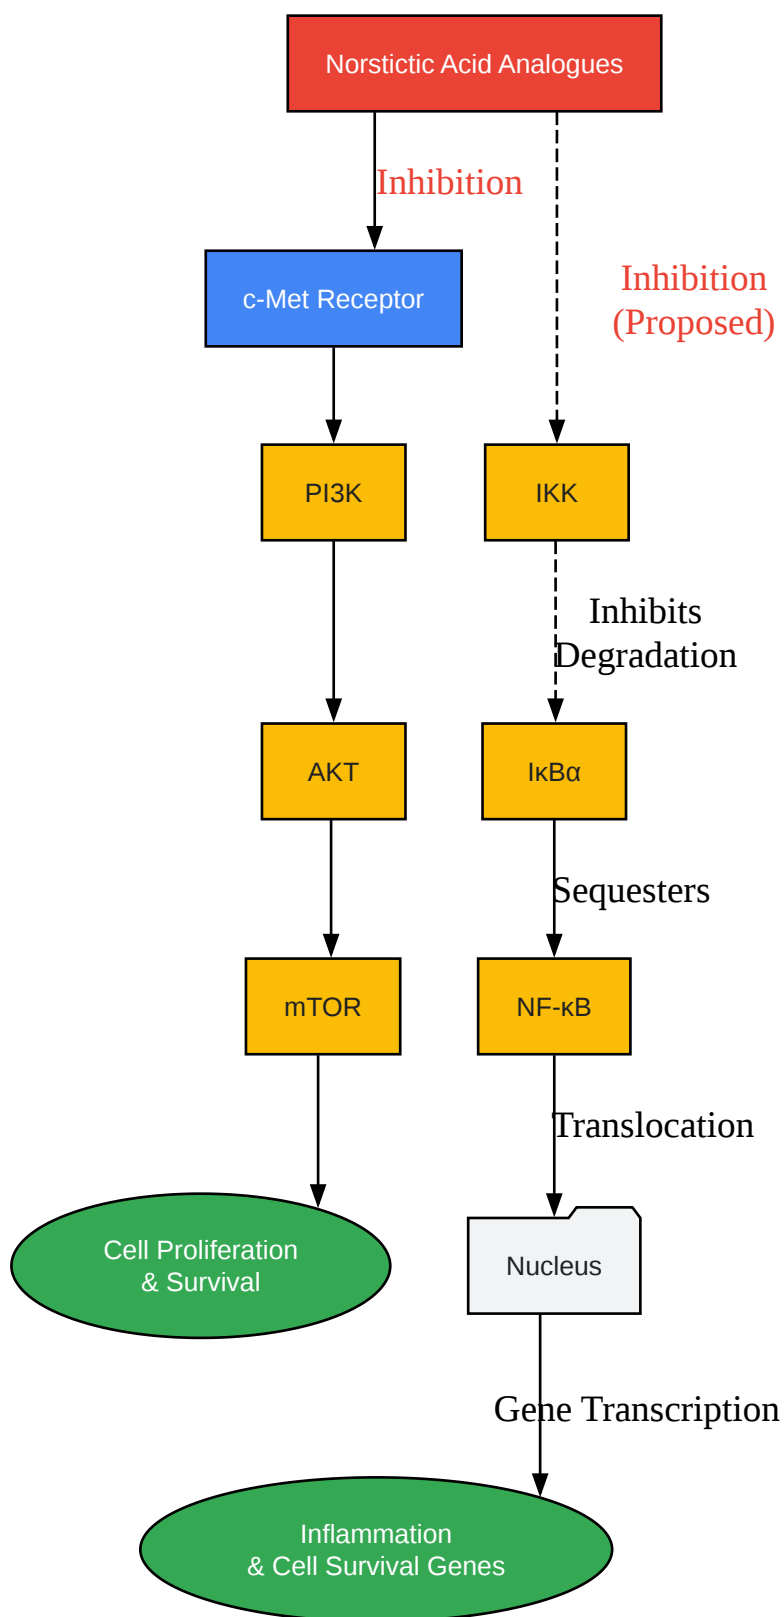 Norstictic Acid Analogues
Inhibition
Inhibition
(Proposed)
c-Met Receptor
PI3K
IKK
Inhibits
Degradation
AKT
IκBα
Sequesters
mTOR
NF-κB
Translocation
Cell Proliferation
& Survival
Nucleus
Gene Transcription
Inflammation
& Cell Survival Genes